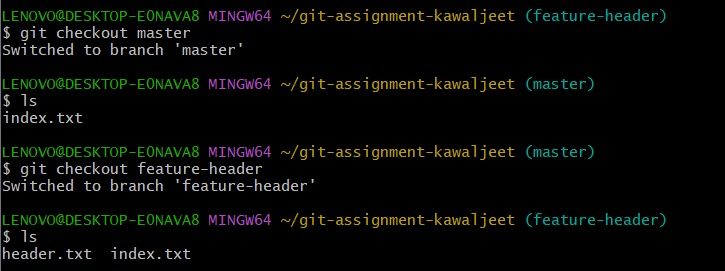 LENOVO@DESKTOP-E0NAVA8 MINGW64 ~/git-assignment-kawaljeet (feature-header)
$ git checkout master
Switched to branch 'master'
LENOVO@DESKTOP-E0NAVA8 MINGW64 ~/git-assignment-kawaljeet (master)
$ ls
index.txt
LENOVO@DESKTOP-E0NAVA8 MINGW64 ~/git-assignment-kawaljeet (master)
$ git checkout feature-header
Switched to branch 'feature-header'
LENOVO@DESKTOP-E0NAVA8 MINGW64 ~/git-assignment-kawaljeet (feature-header)
$ ls
header.txt  index.txt